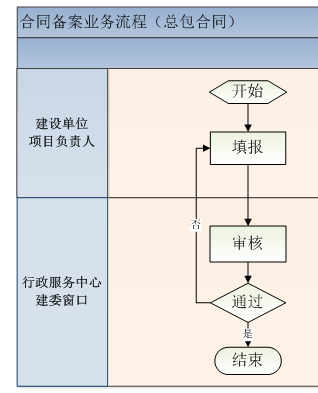 合同备案业务流程（总包合同）
开始
建设单位
项目负责人
填报
否
审核
行政服务中心
建委窗口
通过
是
结束